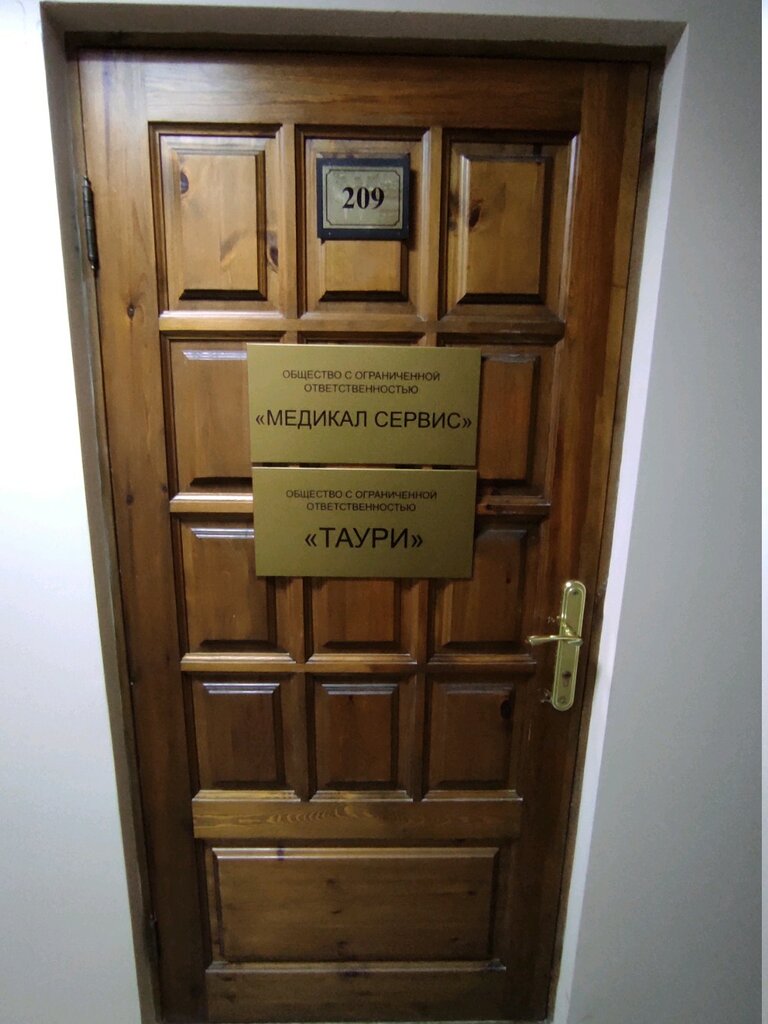 209
ОБЩЕСТВО С ОГРАНИЧЕННОЙ
ОТВЕТСТВЕННОСТЬЮ
«МЕДИКАЛ СЕРВИС»
ОБЩЕСТВО С ОГРАНИЧЕННОЙ
ОТВЕТСТВЕННОСТЬЮ
«ТАУРИ»